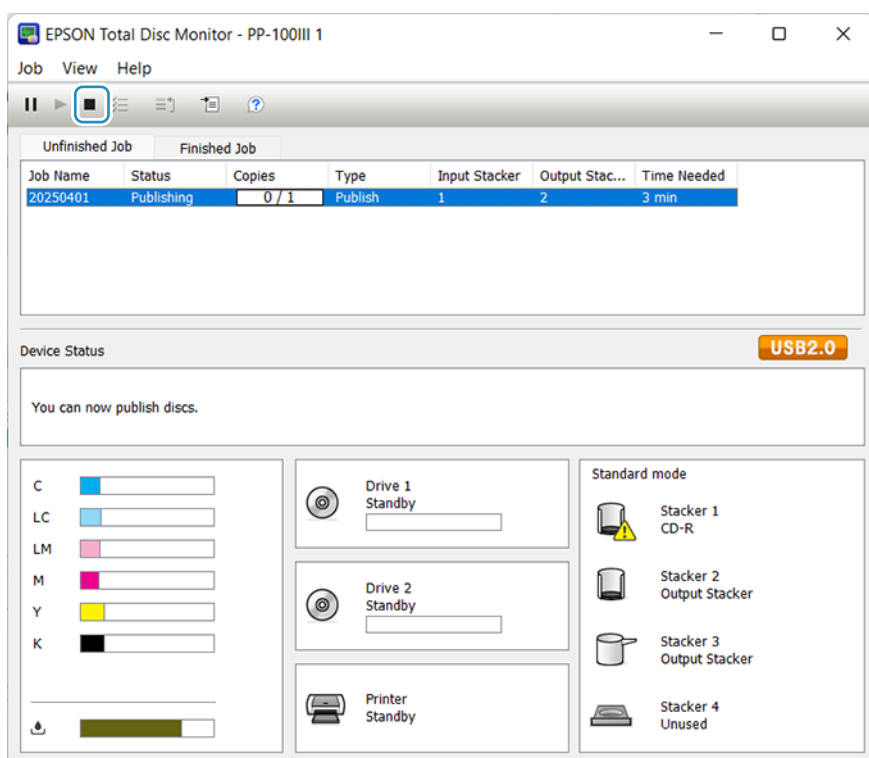 EPSON Total Disc Monitor - PP-100III 1
Job View Help
Unfinished Job Finished Job
Job Name Status Copies Type Input Stacker Output Stac... Time Needed
20250401 Publishing 0 / 1 Publish 1 2 3 min
Device Status
USB2.0
You can now publish discs.
C
LC
LM
M
Y
K
Drive 1
Standby
Drive 2
Standby
Printer
Standby
Standard mode
Stacker 1
CD-R
Stacker 2
Output Stacker
Stacker 3
Output Stacker
Stacker 4
Unused